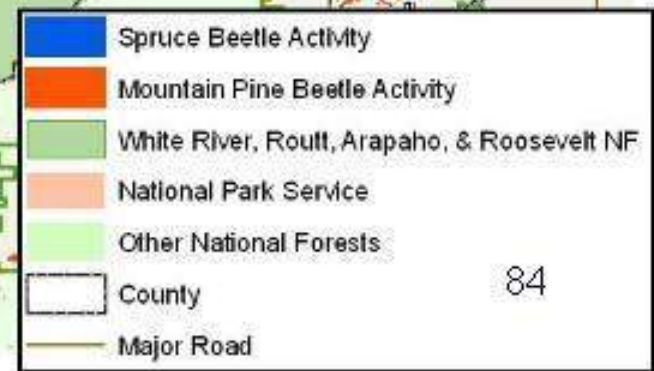 Spruce Beetle Activity
Mountain Pine Beetle Activity
White River, Routt, Arapaho, & Roosevelt NF
National Park Service
Other National Forests
County
84
Major Road